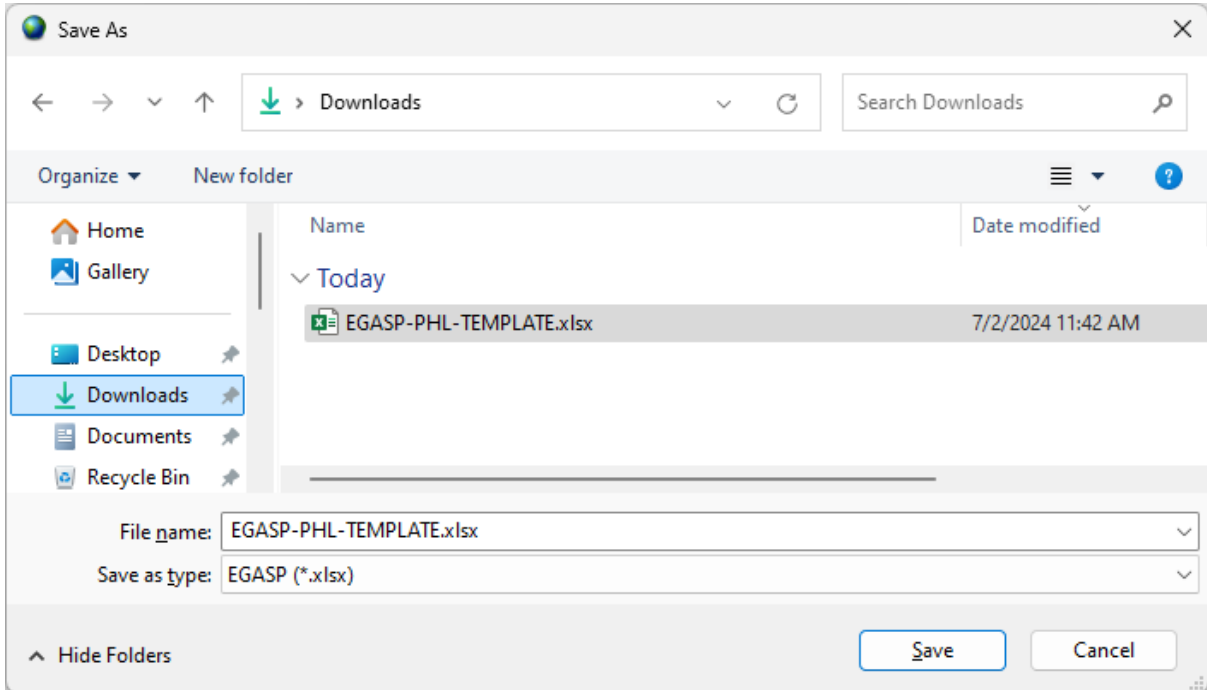 Save As
Downloads
Search Downloads
Organize
New folder
?
Home
Gallery
Desktop
Downloads
Documents
Recycle Bin
Name
Date modified
Today
EGASP-PHL-TEMPLATE.xlsx
7/2/2024 11:42 AM
File name: EGASP-PHL-TEMPLATE.xlsx
Save as type: EGASP (*.xlsx)
Hide Folders
Save
Cancel